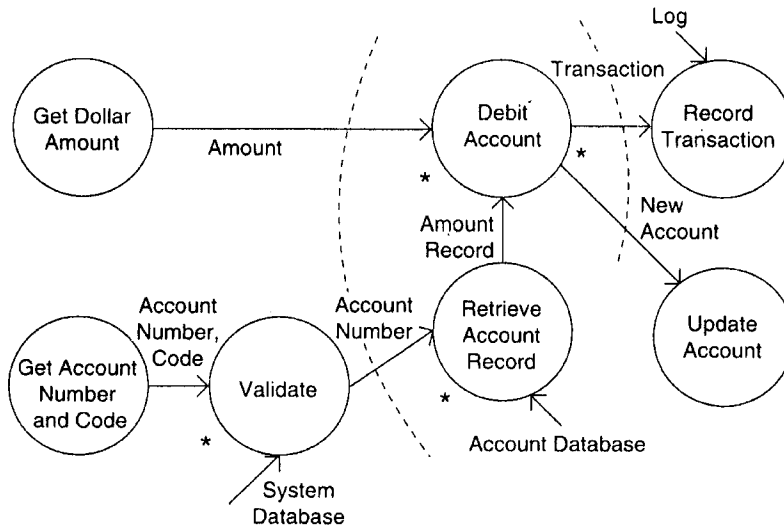 Log
Transaction
Get Dollar
Amount
Amount
Debit
Account
*
*
Record
Transaction
Amount
Record
New
Account
Account
Number,
Code
Account
Number
Retrieve
Account
Record
*
Update
Account
Get Account
Number
and Code
Validate
*
Account Database
System
Database